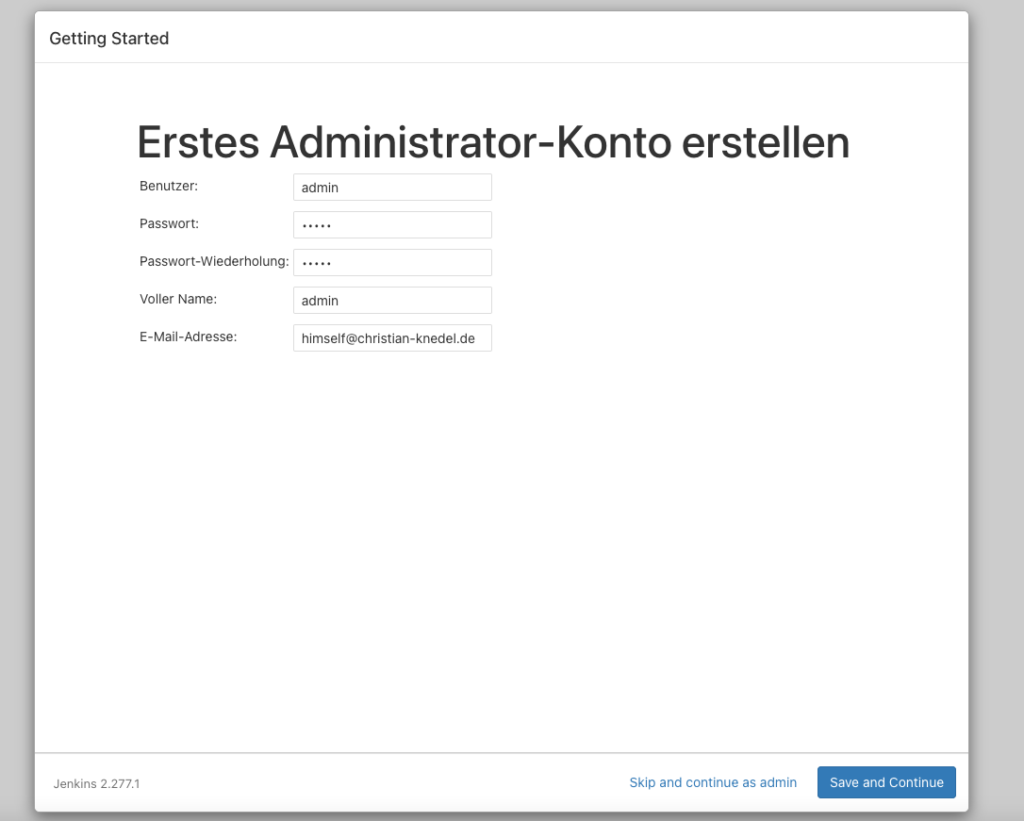 Getting Started
Erstes Administrator-Konto erstellen
Benutzer: admin
Passwort: •••••
Passwort-Wiederholung: •••••
Voller Name: admin
E-Mail-Adresse: himself@christian-knedel.de
Jenkins 2.277.1 Skip and continue as admin Save and Continue